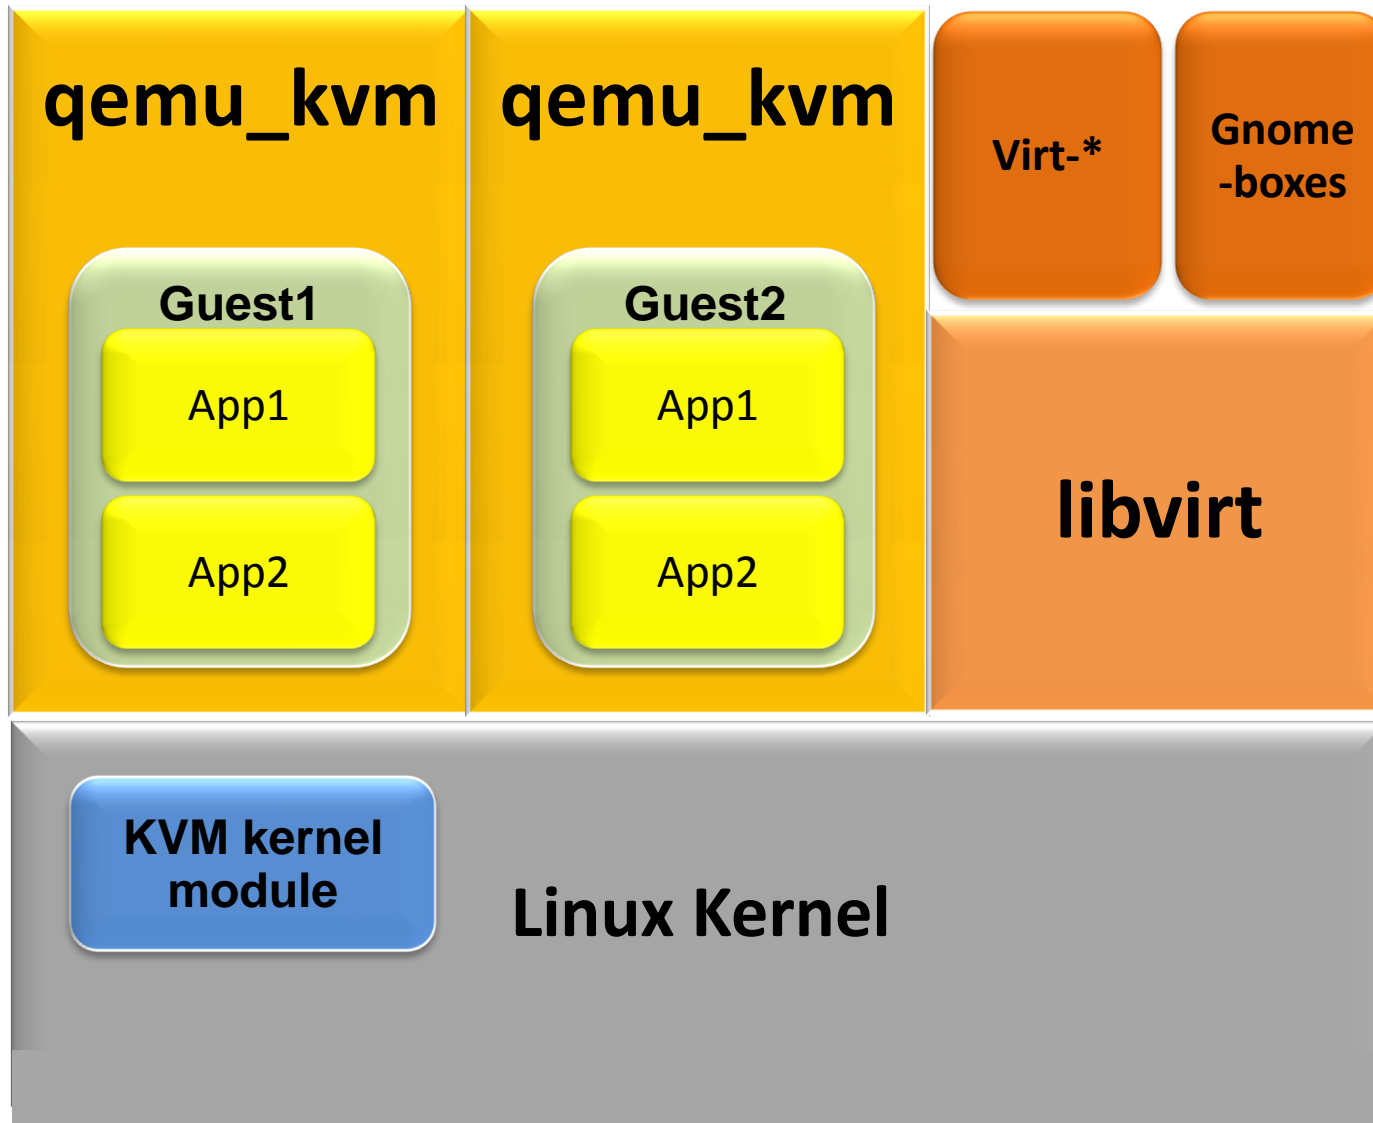 qemu_kvm
Guest1
App1
App2
qemu_kvm
Guest2
App1
App2
Virt-*
Gnome
-boxes
libvirt
KVM kernel
module
Linux Kernel